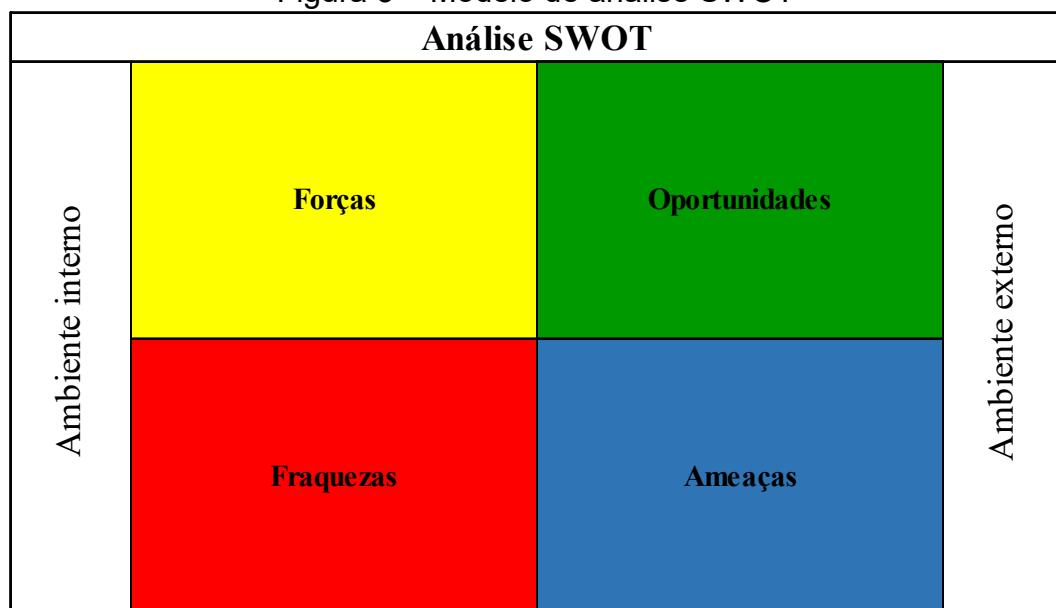 Análise SWOT
Ambiente interno
Forças
Oportunidades
Ambiente externo
Fraquezas
Ameaças